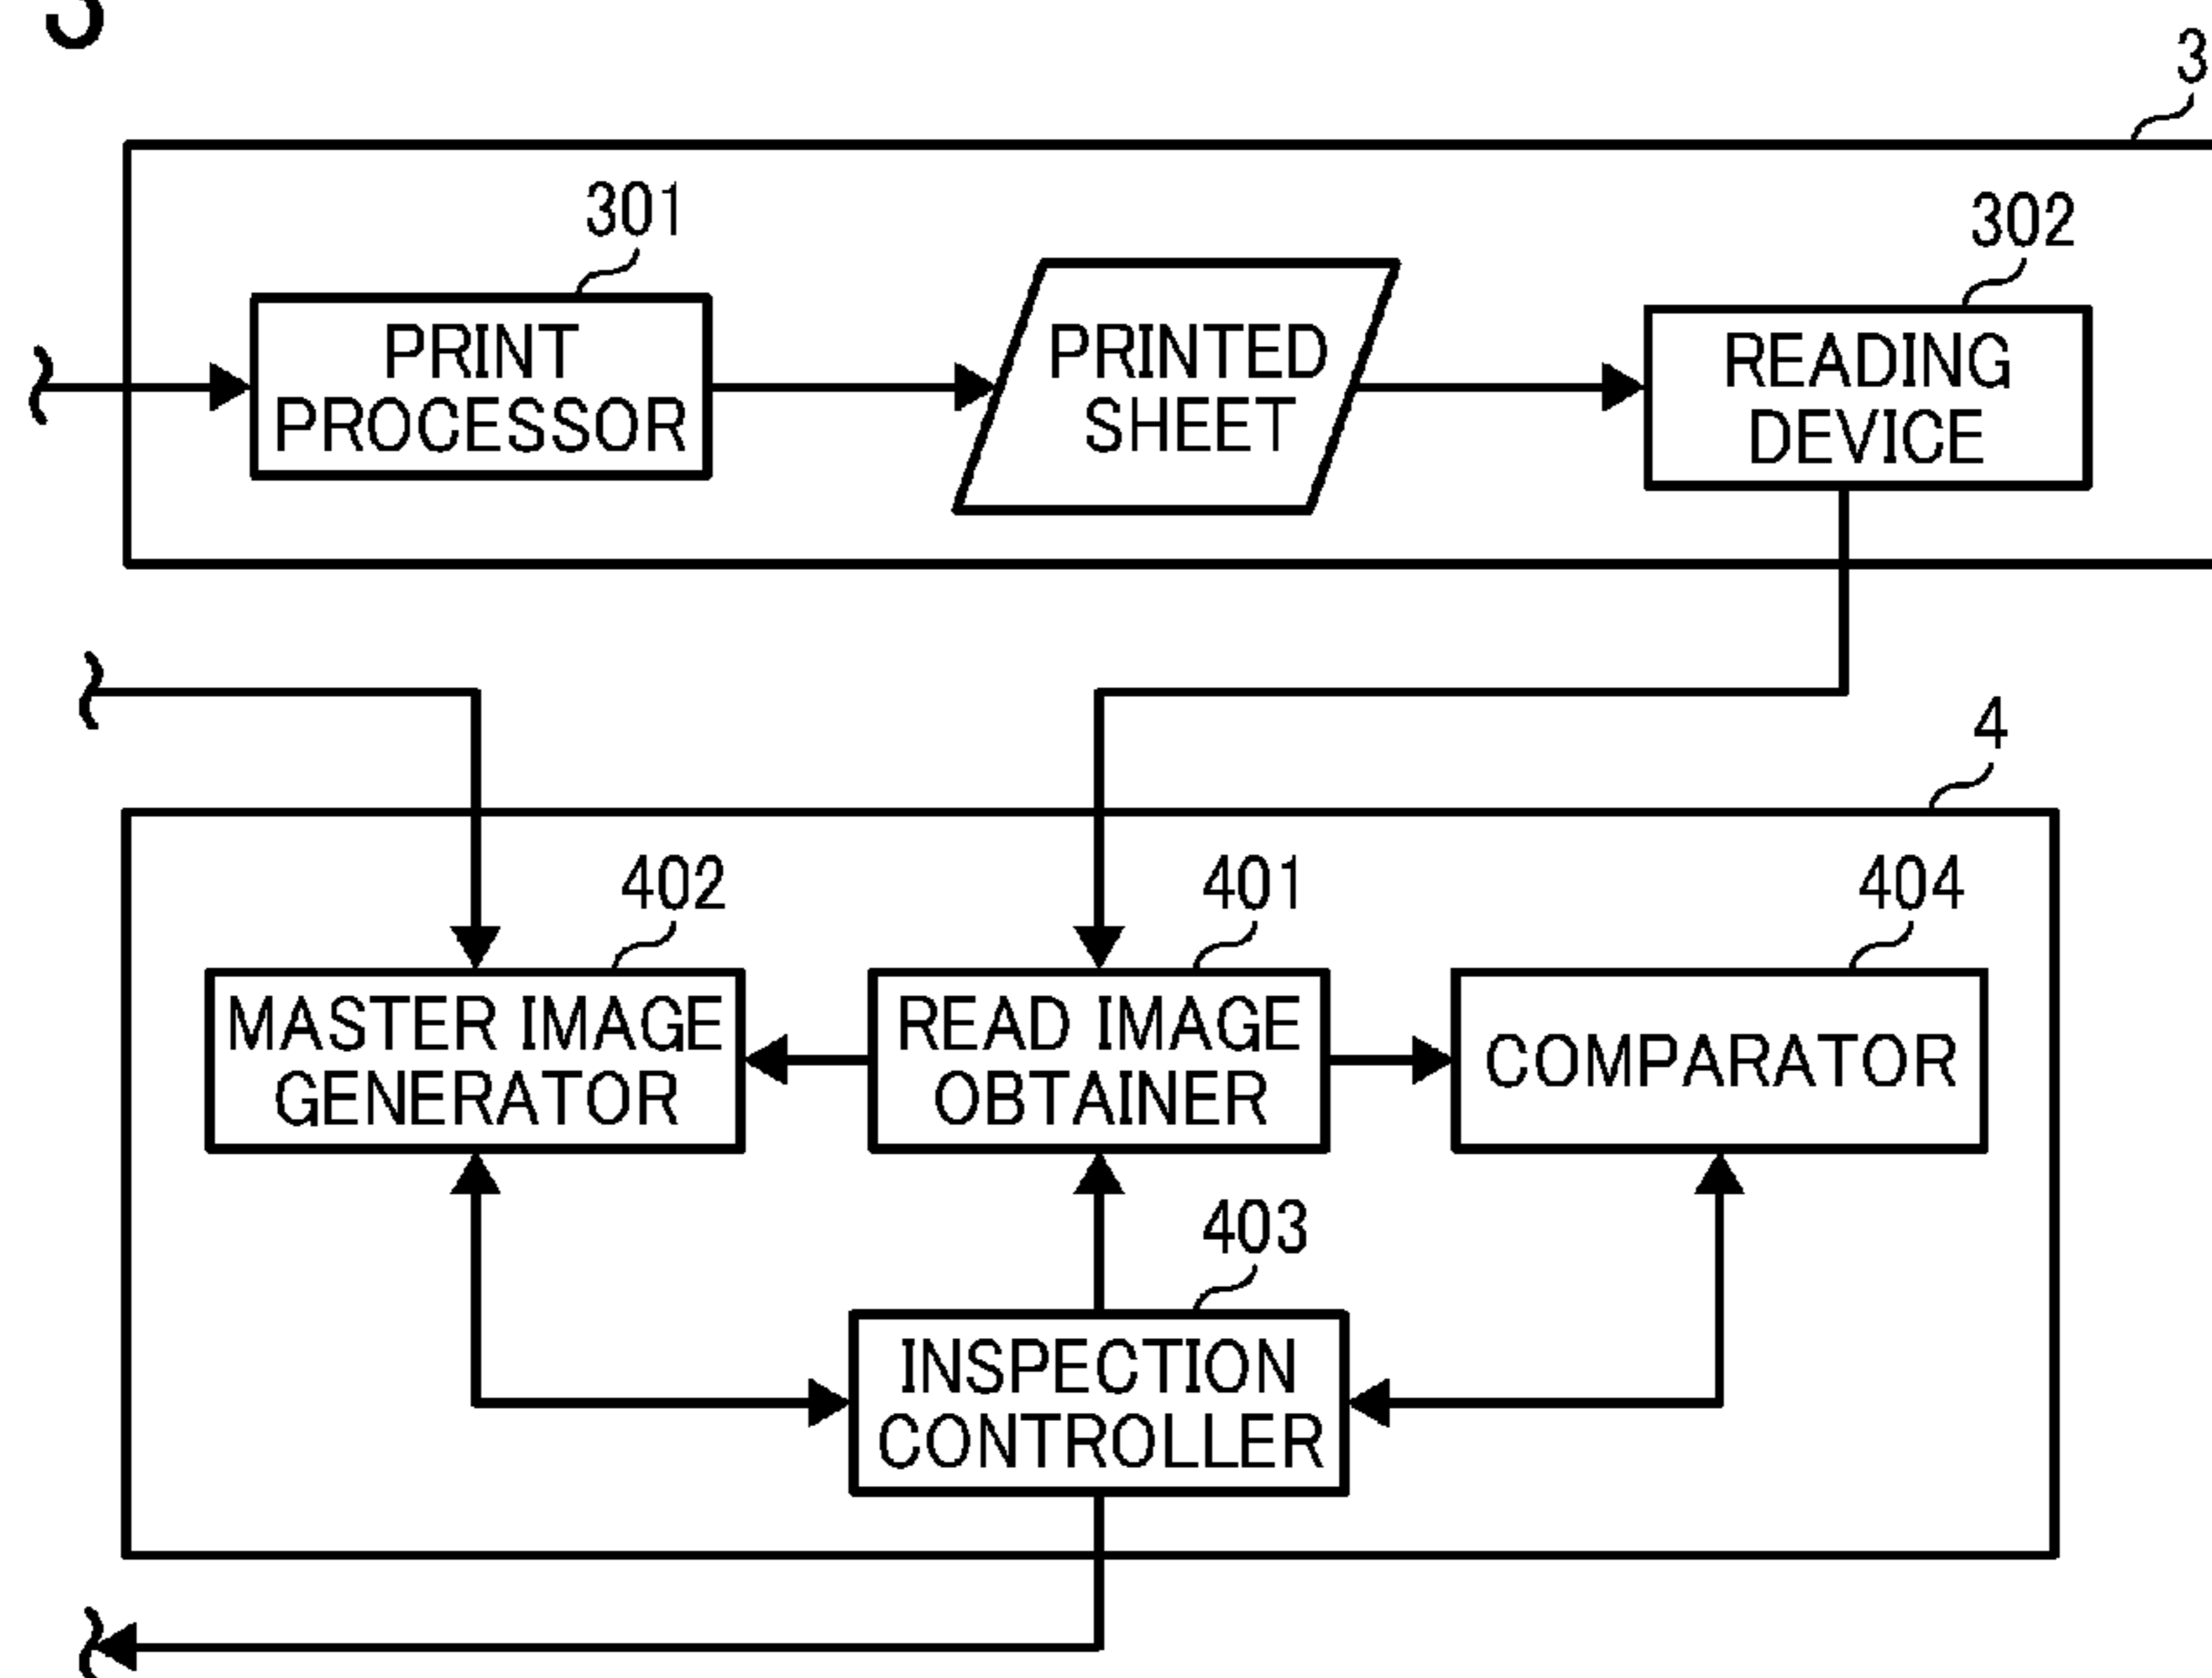 3
301
302
PRINT
PROCESSOR
PRINTED
SHEET
READING
DEVICE
4
402
401
404
MASTER IMAGE
GENERATOR
READ IMAGE
OBTAINER
COMPARATOR
403
INSPECTION
CONTROLLER